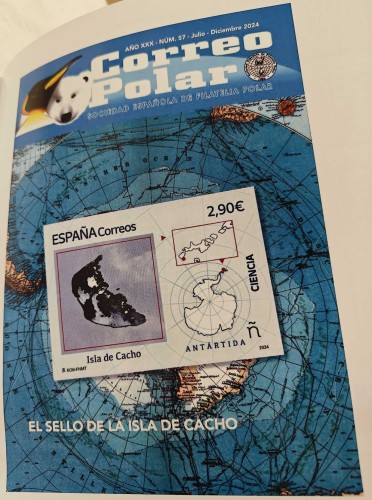 AÑO XXX - NÚM. 57 - Julio - Diciembre 2024
Correo
Polar
SOCIEDAD ESPAÑOLA DE FILATELIA POLAR
ESPAÑA Correos
2,90€
CIENCIA
Isla de Cacho
ANTÁRTIDA
ñ
2024
EL SELLO DE LA ISLA DE CACHO